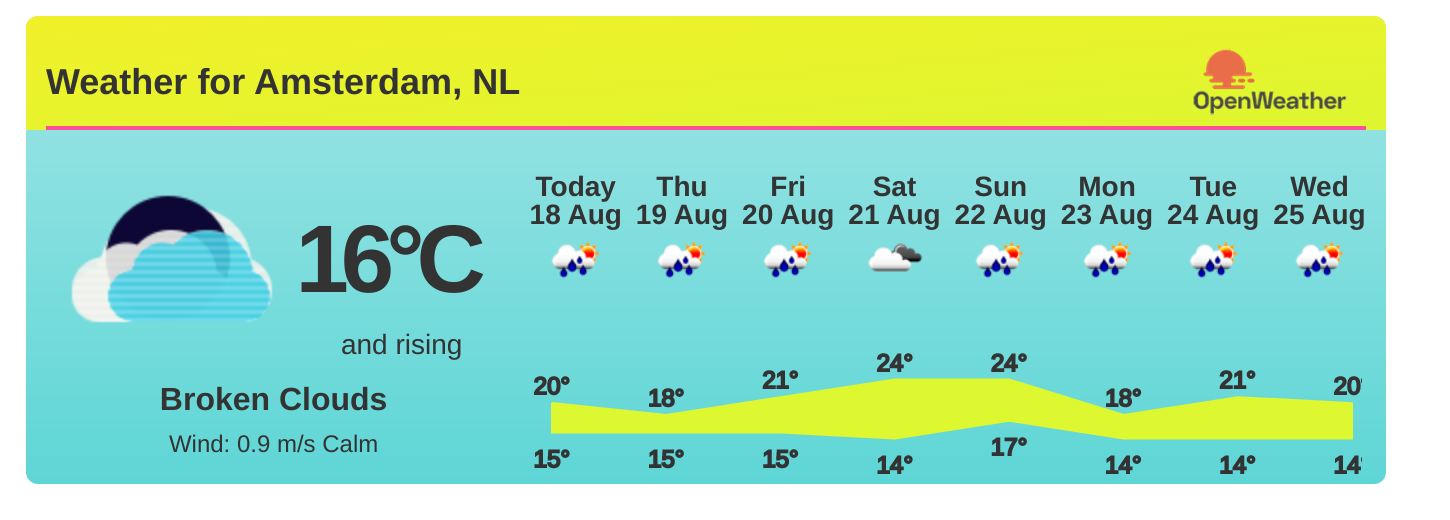 Weather for Amsterdam, NL
OpenWeather
Today Thu Fri Sat Sun Mon Tue Wed
18 Aug 19 Aug 20 Aug 21 Aug 22 Aug 23 Aug 24 Aug 25 Aug
16°C
and rising
Broken Clouds
Wind: 0.9 m/s Calm
20° 18° 21° 24° 24° 18° 21° 20°
15° 15° 15° 14° 17° 14° 14° 14